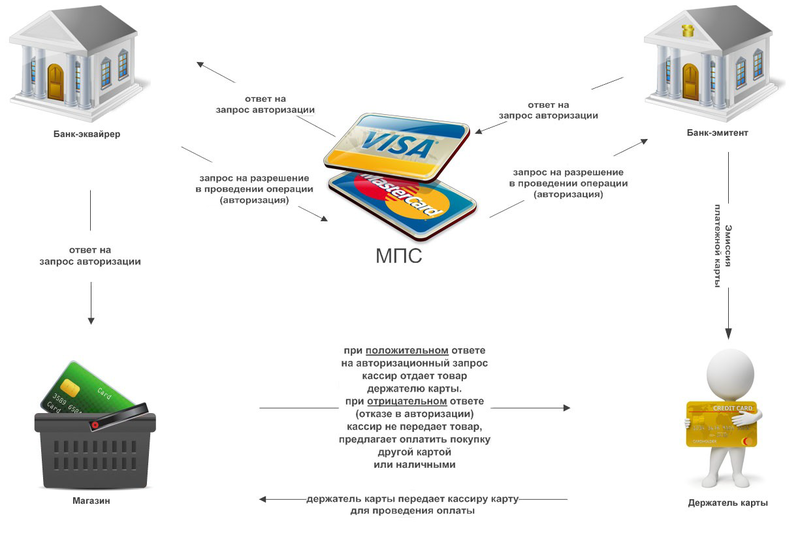 ответ на
запрос авторизации
ответ на
запрос авторизации
Банк-эквайрер
Банк-эмитент
VISA
MasterCard
запрос на разрешение
в проведении операции
(авторизация)
запрос на разрешение
в проведении операции
(авторизация)
МПС
ответ на
запрос авторизации
Эмиссия
платежной карты
при положительном ответе
на авторизационный запрос
кассир отдает товар
держателю карты.
при отрицательном ответе
(отказе в авторизации)
кассир не передает товар,
предлагает оплатить покупку
другой картой
или наличными
Card
Card
CREDIT CARD
Магазин
держатель карты передает кассиру карту
для проведения оплаты
Держатель карты